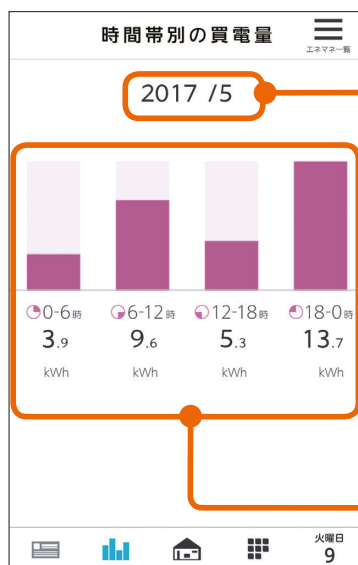 時間帯別の買電量
エネマネ一覧
2017 /5
0-6時 6-12時 12-18時 18-0時
3.9 9.6 5.3 13.7
kWh kWh kWh kWh
火曜日
9